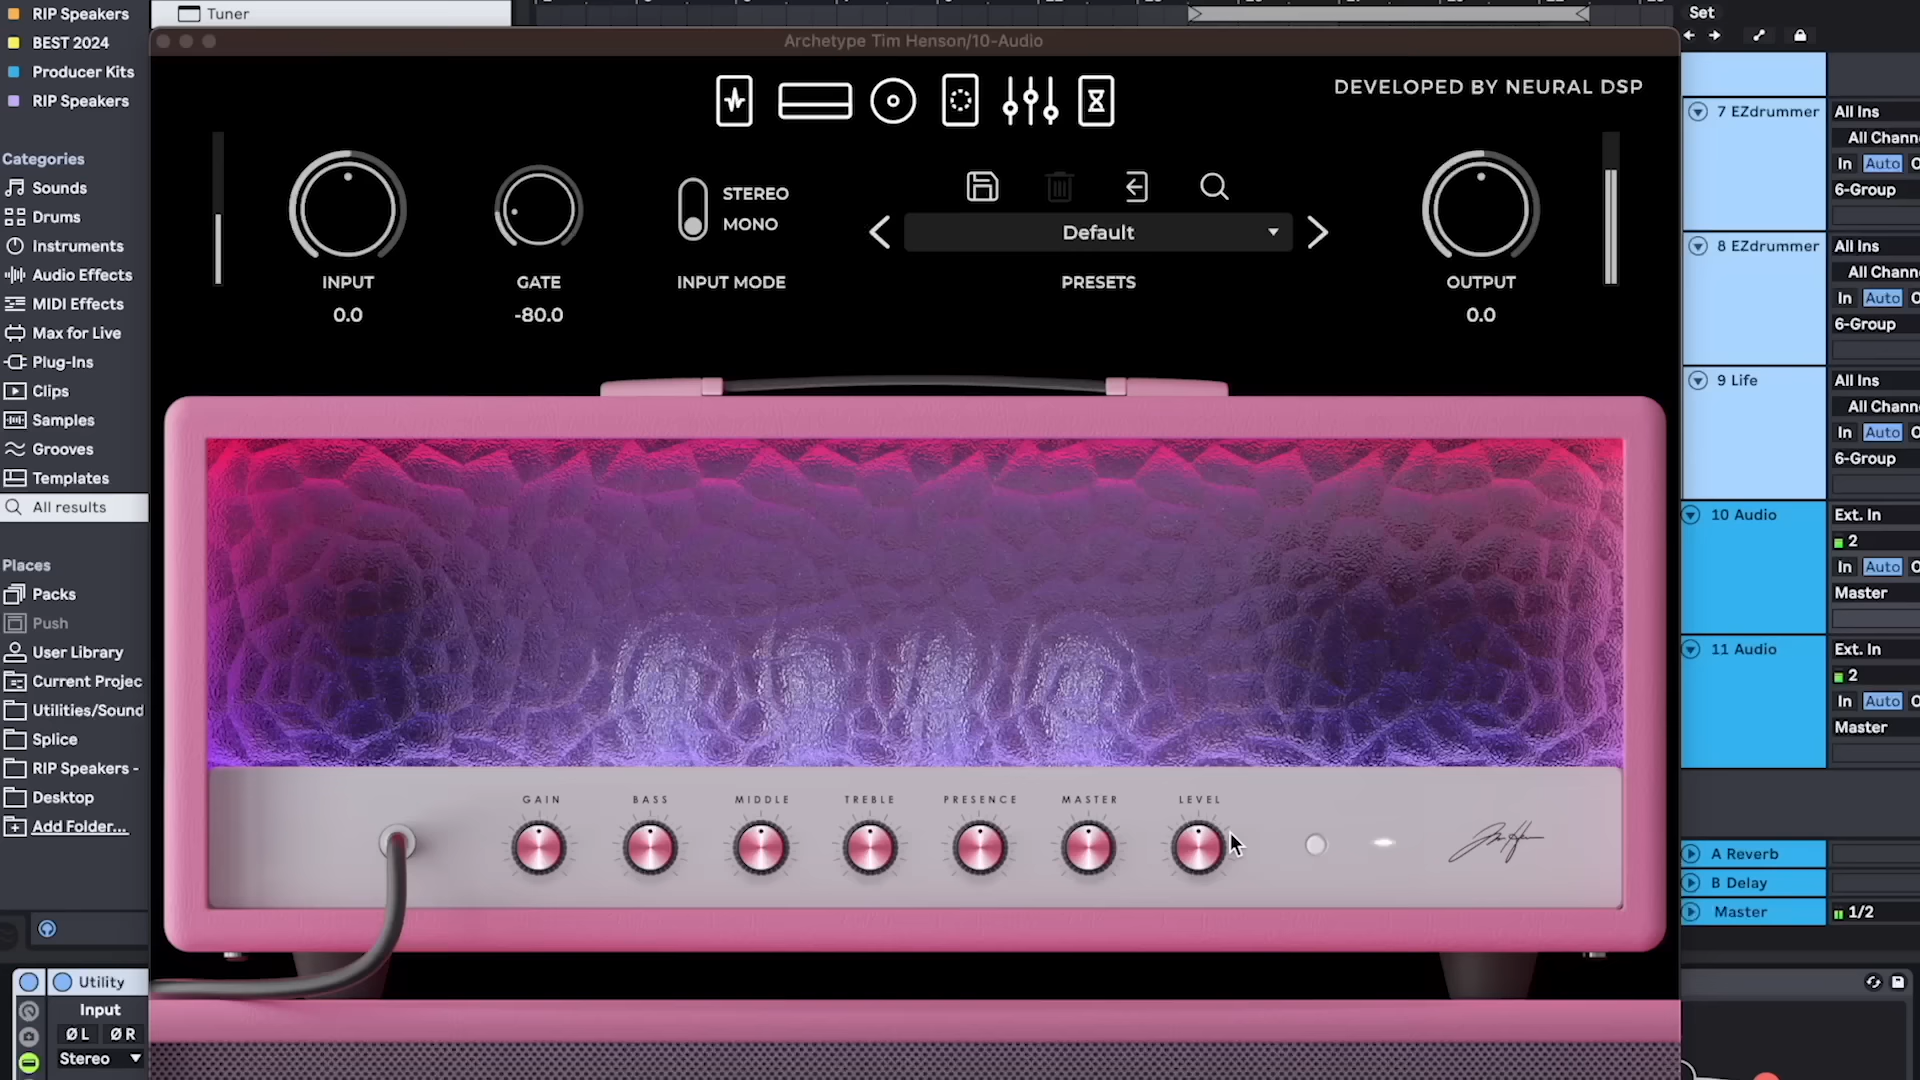 RIP Speakers
BEST 2024
Producer Kits
RIP Speakers
Categories
Sounds
Drums
Instruments
Audio Effects
MIDI Effects
Max for Live
Plug-Ins
Clips
Samples
Grooves
Templates
All results
Places
Packs
Push
User Library
Current Projec
Utilities/Sound
Splice
RIP Speakers -
Desktop
Add Folder...
Utility
Input
Ø L Ø R
Stereo
Tuner
Archetype Tim Henson/10-Audio
DEVELOPED BY NEURAL DSP
INPUT
0.0
GATE
-80.0
STEREO
MONO
INPUT MODE
Default
PRESETS
OUTPUT
0.0
GAIN BASS MIDDLE TREBLE PRESENCE MASTER LEVEL
Set
7 EZdrummer
All Ins
All Chann
In Auto O
6-Group
8 EZdrummer
All Ins
All Chann
In Auto O
6-Group
9 Life
All Ins
All Chann
In Auto O
6-Group
10 Audio
Ext. In
2
In Auto O
Master
11 Audio
Ext. In
2
In Auto O
Master
A Reverb
B Delay
Master
1/2